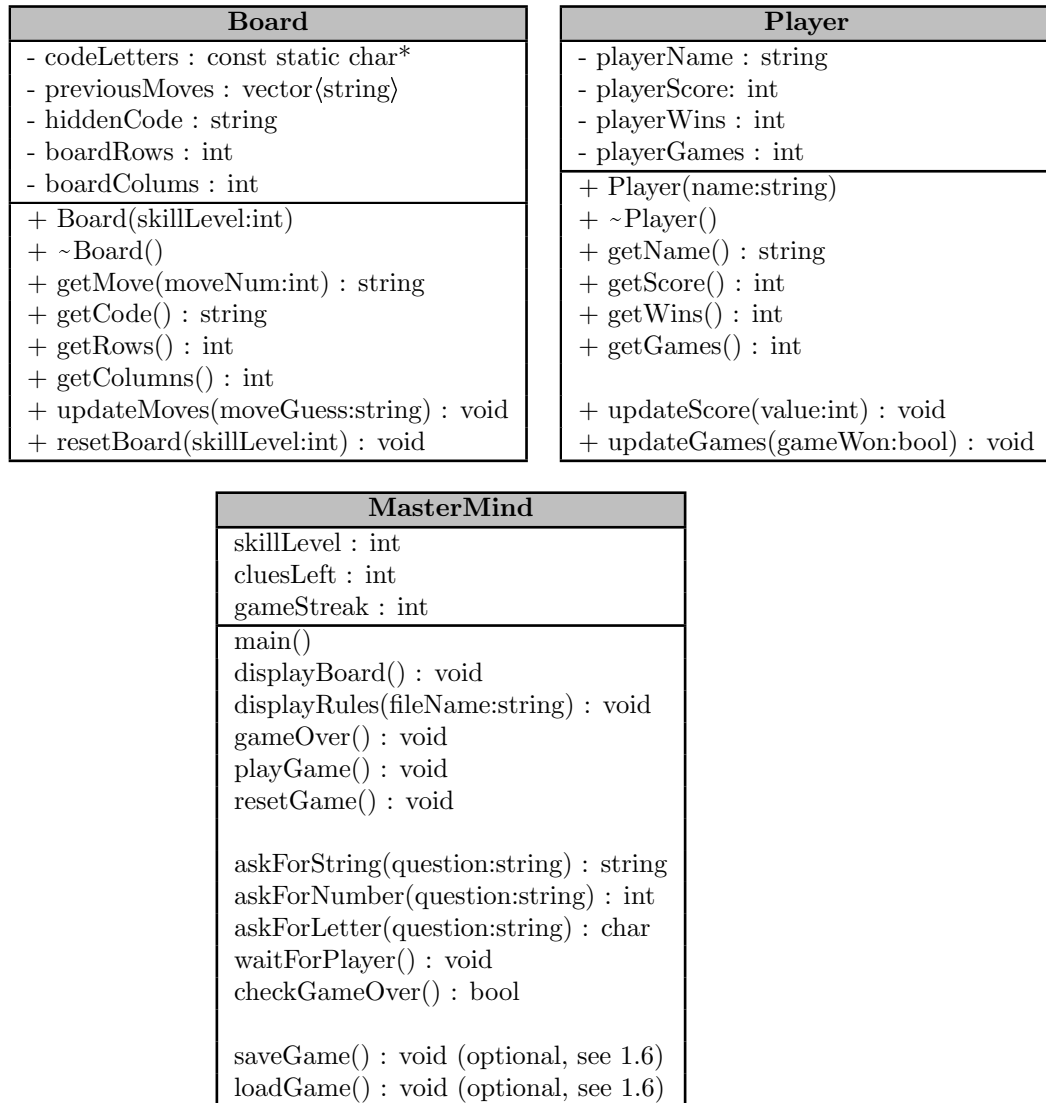 Board
- codeLetters : const static char*
- previousMoves : vector⟨string⟩
- hiddenCode : string
- boardRows : int
- boardColums : int
+ Board(skillLevel:int)
+ ~Board()
+ getMove(moveNum:int) : string
+ getCode() : string
+ getRows() : int
+ getColumns() : int
+ updateMoves(moveGuess:string) : void
+ resetBoard(skillLevel:int) : void
Player
- playerName : string
- playerScore: int
- playerWins : int
- playerGames : int
+ Player(name:string)
+ ~Player()
+ getName() : string
+ getScore() : int
+ getWins() : int
+ getGames() : int
+ updateScore(value:int) : void
+ updateGames(gameWon:bool) : void
MasterMind
skillLevel : int
cluesLeft : int
gameStreak : int
main()
displayBoard() : void
displayRules(fileName:string) : void
gameOver() : void
playGame() : void
resetGame() : void
askForString(question:string) : string
askForNumber(question:string) : int
askForLetter(question:string) : char
waitForPlayer() : void
checkGameOver() : bool
saveGame() : void (optional, see 1.6)
loadGame() : void (optional, see 1.6)